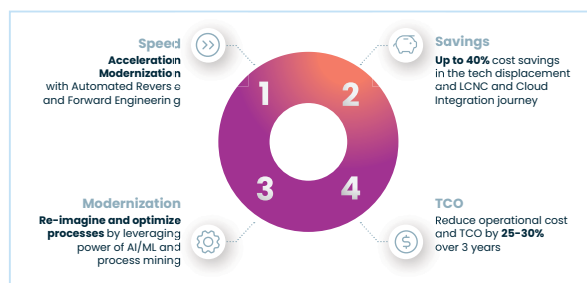 Speed
Acceleration
Modernization
with Automated Reverse
and Forward Engineering
1
2
Savings
Up to 40% cost savings
in the tech displacement
and LCNC and Cloud
Integration journey
Modernization
Re-imagine and optimize
processes by leveraging
power of AI/ML and
process mining
3
4
TCO
Reduce operational cost
and TCO by 25-30%
over 3 years
$